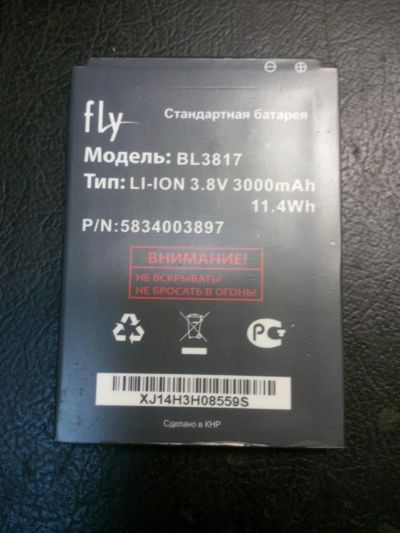 fly
Стандартная батарея
Модель: BL3817
Тип: LI-ION 3.8V 3000mAh
11.4Wh
P/N:5834003897
ВНИМАНИЕ!
НЕ ВСКРЫВАТЬ!
НЕ БРОСАТЬ В ОГОНЬ!
XJ14H3H08559S
Сделано в КНР